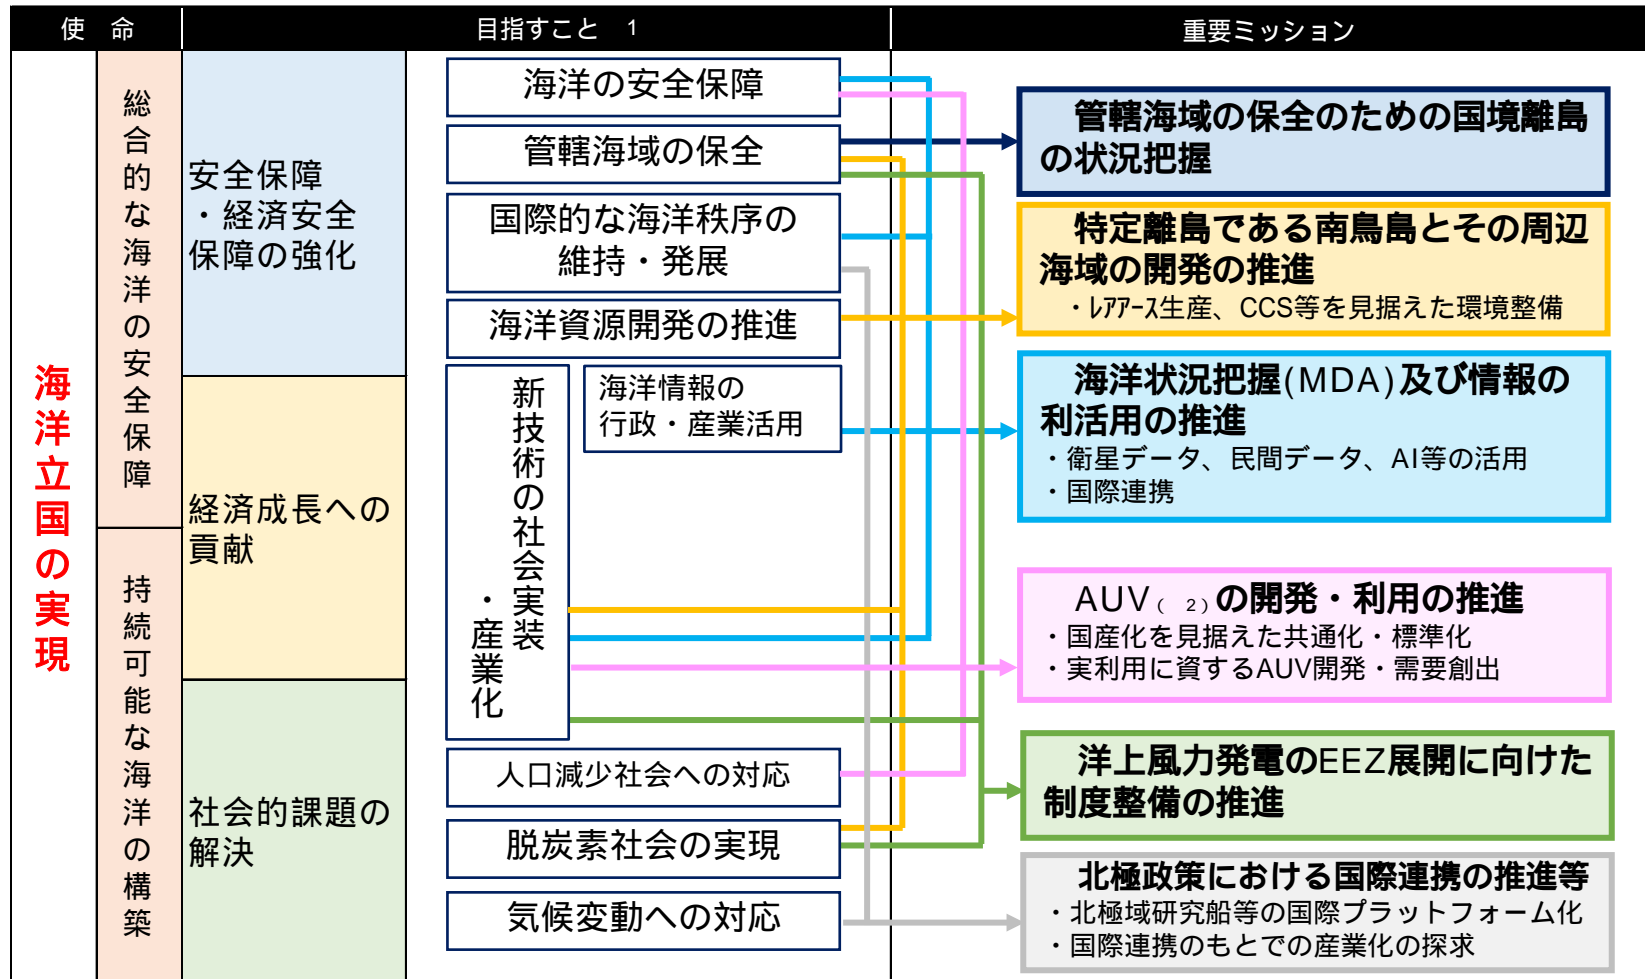 使 命
目指すこと 1
重要ミッション
海洋立国の実現
総合的な海洋の安全保障
持続可能な海洋の構築
安全保障
・経済安全
保障の強化
経済成長への
貢献
社会的課題の
解決
海洋の安全保障
管轄海域の保全
国際的な海洋秩序の
維持・発展
海洋資源開発の推進
新技術の社会実装
・産業化
海洋情報の
行政・産業活用
人口減少社会への対応
脱炭素社会の実現
気候変動への対応
管轄海域の保全のための国境離島
の状況把握
特定離島である南鳥島とその周辺
海域の開発の推進
・ﾚｱｱｰｽ生産、CCS等を見据えた環境整備
海洋状況把握(MDA)及び情報の
利活用の推進
・衛星データ、民間データ、AI等の活用
・国際連携
AUV( 2)の開発・利用の推進
・国産化を見据えた共通化・標準化
・実利用に資するAUV開発・需要創出
洋上風力発電のEEZ展開に向けた
制度整備の推進
北極政策における国際連携の推進等
・北極域研究船等の国際プラットフォーム化
・国際連携のもとでの産業化の探求